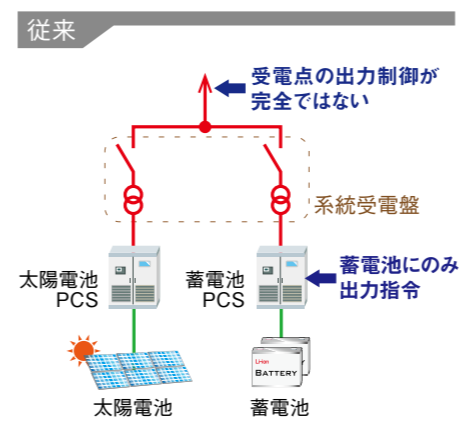 従来
受電点の出力制御が
完全ではない
系統受電盤
太陽電池
PCS
蓄電池
PCS
蓄電池にのみ
出力指令
Li-ion
BATTERY
太陽電池
蓄電池